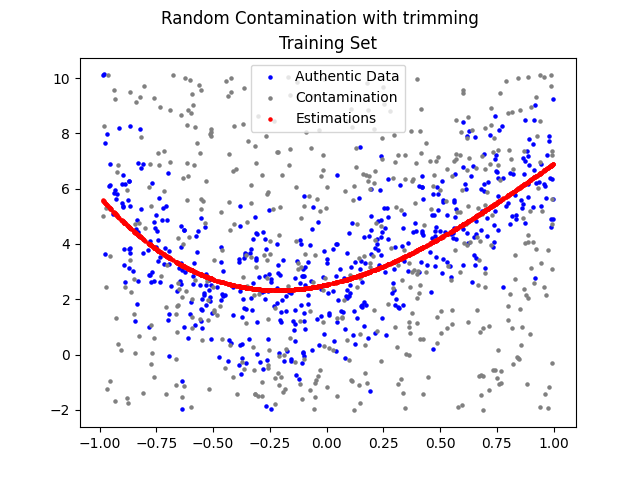 Random Contamination with trimming
Training Set
Authentic Data
Contamination
Estimations
10
8
6
4
2
0
−2
−1.00 −0.75 −0.50 −0.25 0.00 0.25 0.50 0.75 1.00